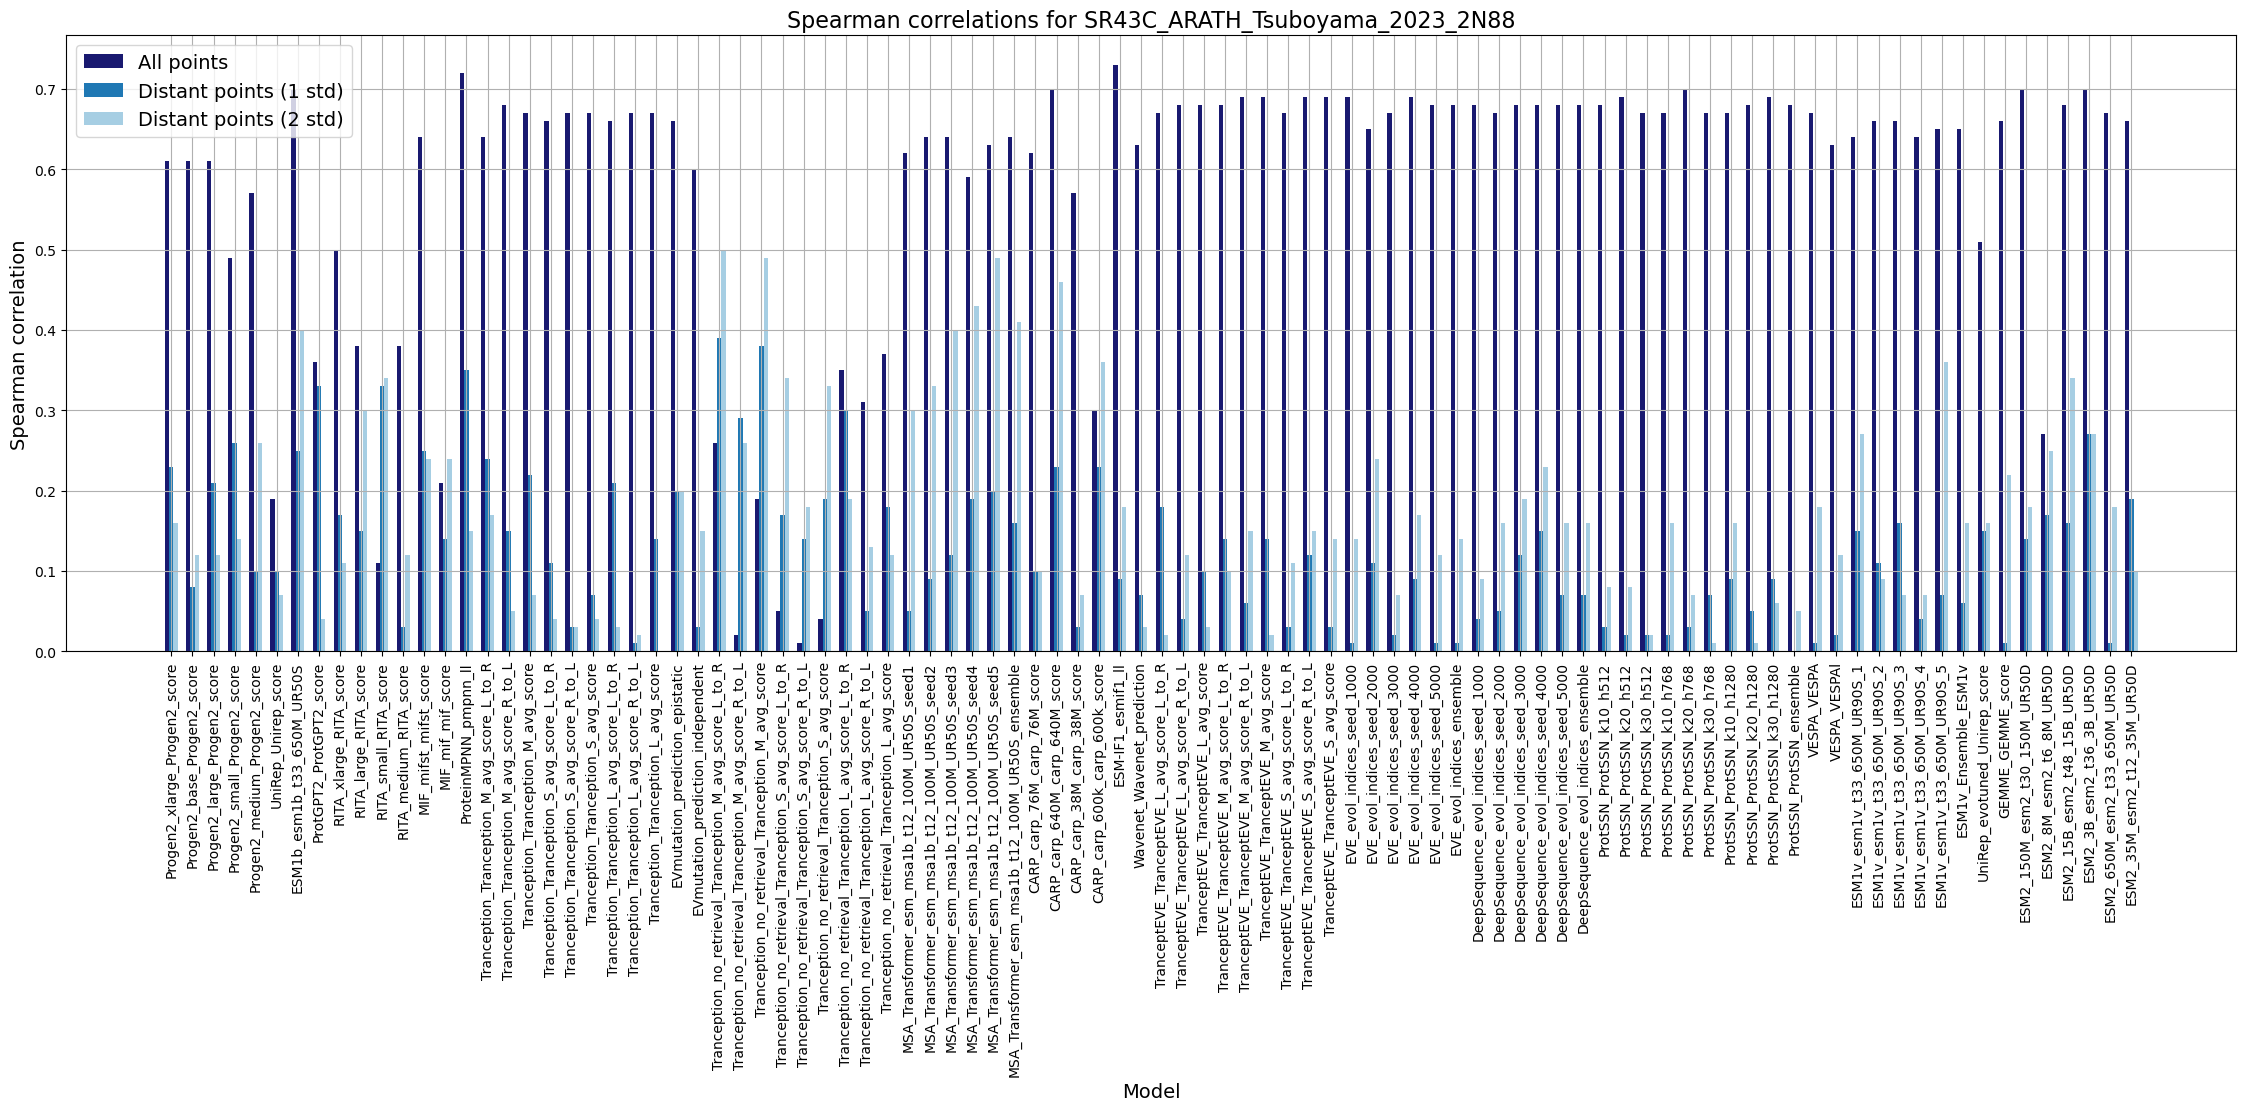 Spearman correlations for SR43C_ARATH_Tsuboyama_2023_2N88
All points
Distant points (1 std)
Distant points (2 std)
Spearman correlation
0.7
0.6
0.5
0.4
0.3
0.2
0.1
0.0
Progen2_xlarge_Progen2_score
Progen2_base_Progen2_score
Progen2_large_Progen2_score
Progen2_small_Progen2_score
Progen2_medium_Progen2_score
UniRep_Unirep_score
ESM1b_esm1b_t33_650M_UR50S
ProtGPT2_ProtGPT2_score
RITA_xlarge_RITA_score
RITA_large_RITA_score
RITA_small_RITA_score
RITA_medium_RITA_score
MIF_mifst_mifst_score
MIF_mif_mif_score
ProteinMPNN_pmpnn_ll
Tranception_Tranception_M_avg_score_L_to_R
Tranception_Tranception_M_avg_score_R_to_L
Tranception_Tranception_M_avg_score
Tranception_Tranception_S_avg_score_L_to_R
Tranception_Tranception_S_avg_score_R_to_L
Tranception_Tranception_S_avg_score
Tranception_Tranception_L_avg_score_L_to_R
Tranception_Tranception_L_avg_score_R_to_L
Tranception_Tranception_L_avg_score
EVmutation_prediction_epistatic
EVmutation_prediction_independent
Tranception_no_retrieval_Tranception_M_avg_score_L_to_R
Tranception_no_retrieval_Tranception_M_avg_score_R_to_L
Tranception_no_retrieval_Tranception_M_avg_score
Tranception_no_retrieval_Tranception_S_avg_score_L_to_R
Tranception_no_retrieval_Tranception_S_avg_score_R_to_L
Tranception_no_retrieval_Tranception_S_avg_score
Tranception_no_retrieval_Tranception_L_avg_score_L_to_R
Tranception_no_retrieval_Tranception_L_avg_score_R_to_L
Tranception_no_retrieval_Tranception_L_avg_score
MSA_Transformer_esm_msa1b_t12_100M_UR50S_seed1
MSA_Transformer_esm_msa1b_t12_100M_UR50S_seed2
MSA_Transformer_esm_msa1b_t12_100M_UR50S_seed3
MSA_Transformer_esm_msa1b_t12_100M_UR50S_seed4
MSA_Transformer_esm_msa1b_t12_100M_UR50S_seed5
MSA_Transformer_esm_msa1b_t12_100M_UR50S_ensemble
CARP_carp_76M_carp_76M_score
CARP_carp_640M_carp_640M_score
CARP_carp_38M_carp_38M_score
CARP_carp_600k_carp_600k_score
ESM-IF1_esmif1_ll
Wavenet_Wavenet_prediction
TranceptEVE_TranceptEVE_L_avg_score_L_to_R
TranceptEVE_TranceptEVE_L_avg_score_R_to_L
TranceptEVE_TranceptEVE_L_avg_score
TranceptEVE_TranceptEVE_M_avg_score_L_to_R
TranceptEVE_TranceptEVE_M_avg_score_R_to_L
TranceptEVE_TranceptEVE_M_avg_score
TranceptEVE_TranceptEVE_S_avg_score_L_to_R
TranceptEVE_TranceptEVE_S_avg_score_R_to_L
TranceptEVE_TranceptEVE_S_avg_score
EVE_evol_indices_seed_1000
EVE_evol_indices_seed_2000
EVE_evol_indices_seed_3000
EVE_evol_indices_seed_4000
EVE_evol_indices_seed_5000
EVE_evol_indices_ensemble
DeepSequence_evol_indices_seed_1000
DeepSequence_evol_indices_seed_2000
DeepSequence_evol_indices_seed_3000
DeepSequence_evol_indices_seed_4000
DeepSequence_evol_indices_seed_5000
DeepSequence_evol_indices_ensemble
ProtSSN_ProtSSN_k10_h512
ProtSSN_ProtSSN_k20_h512
ProtSSN_ProtSSN_k30_h512
ProtSSN_ProtSSN_k10_h768
ProtSSN_ProtSSN_k20_h768
ProtSSN_ProtSSN_k30_h768
ProtSSN_ProtSSN_k10_h1280
ProtSSN_ProtSSN_k20_h1280
ProtSSN_ProtSSN_k30_h1280
ProtSSN_ProtSSN_ensemble
VESPA_VESPA
VESPA_VESPAl
ESM1v_esm1v_t33_650M_UR90S_1
ESM1v_esm1v_t33_650M_UR90S_2
ESM1v_esm1v_t33_650M_UR90S_3
ESM1v_esm1v_t33_650M_UR90S_4
ESM1v_esm1v_t33_650M_UR90S_5
ESM1v_Ensemble_ESM1v
UniRep_evotuned_Unirep_score
GEMME_GEMME_score
ESM2_150M_esm2_t30_150M_UR50D
ESM2_8M_esm2_t6_8M_UR50D
ESM2_15B_esm2_t48_15B_UR50D
ESM2_3B_esm2_t36_3B_UR50D
ESM2_650M_esm2_t33_650M_UR50D
ESM2_35M_esm2_t12_35M_UR50D
Model